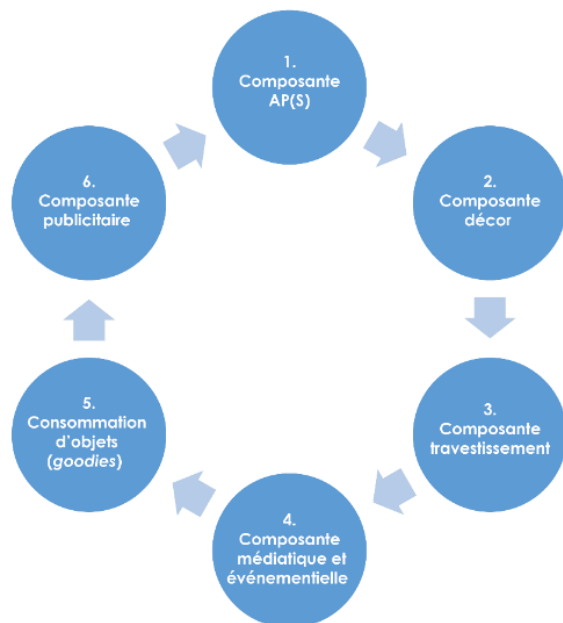 1.
Composante
AP(S)
2.
Composante
décor
3.
Composante
travestissement
4.
Composante
médiatique et
événementielle
5.
Consommation
d'objets
(goodies)
6.
Composante
publicitaire